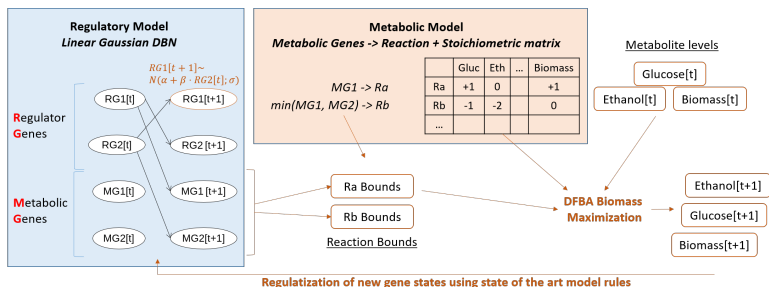 Regulatory Model
Linear Gaussian DBN
RG1[t + 1]~
N(α + β · RG2[t]; σ)
RG1[t]
RG1[t+1]
Regulator
Genes
RG2[t]
RG2[t+1]
MG1[t]
MG1[t+1]
Metabolic
Genes
MG2[t]
MG2[t+1]
Metabolic Model
Metabolic Genes -> Reaction + Stoichiometric matrix
MG1 -> Ra
min(MG1, MG2) -> Rb
Gluc Eth ... Biomass
Ra +1 0 +1
Rb -1 -2 0
...
Metabolite levels
Glucose[t]
Ethanol[t]
Biomass[t]
Ra Bounds
Rb Bounds
Reaction Bounds
DFBA Biomass
Maximization
Ethanol[t+1]
Glucose[t+1]
Biomass[t+1]
Regulatization of new gene states using state of the art model rules